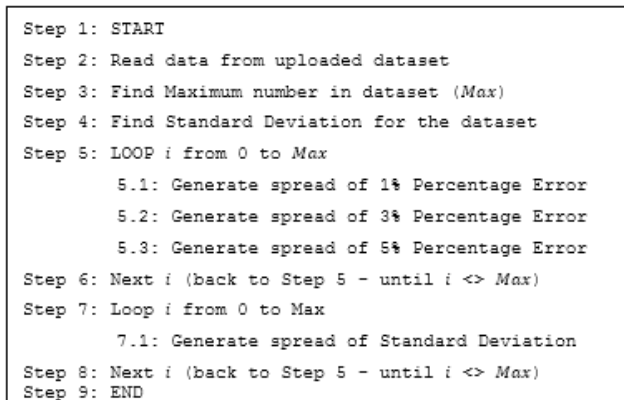 Step 1: START
Step 2: Read data from uploaded dataset
Step 3: Find Maximum number in dataset (Max)
Step 4: Find Standard Deviation for the dataset
Step 5: LOOP i from 0 to Max
5.1: Generate spread of 1% Percentage Error
5.2: Generate spread of 3% Percentage Error
5.3: Generate spread of 5% Percentage Error
Step 6: Next i (back to Step 5 - until i <> Max)
Step 7: Loop i from 0 to Max
7.1: Generate spread of Standard Deviation
Step 8: Next i (back to Step 5 - until i <> Max)
Step 9: END